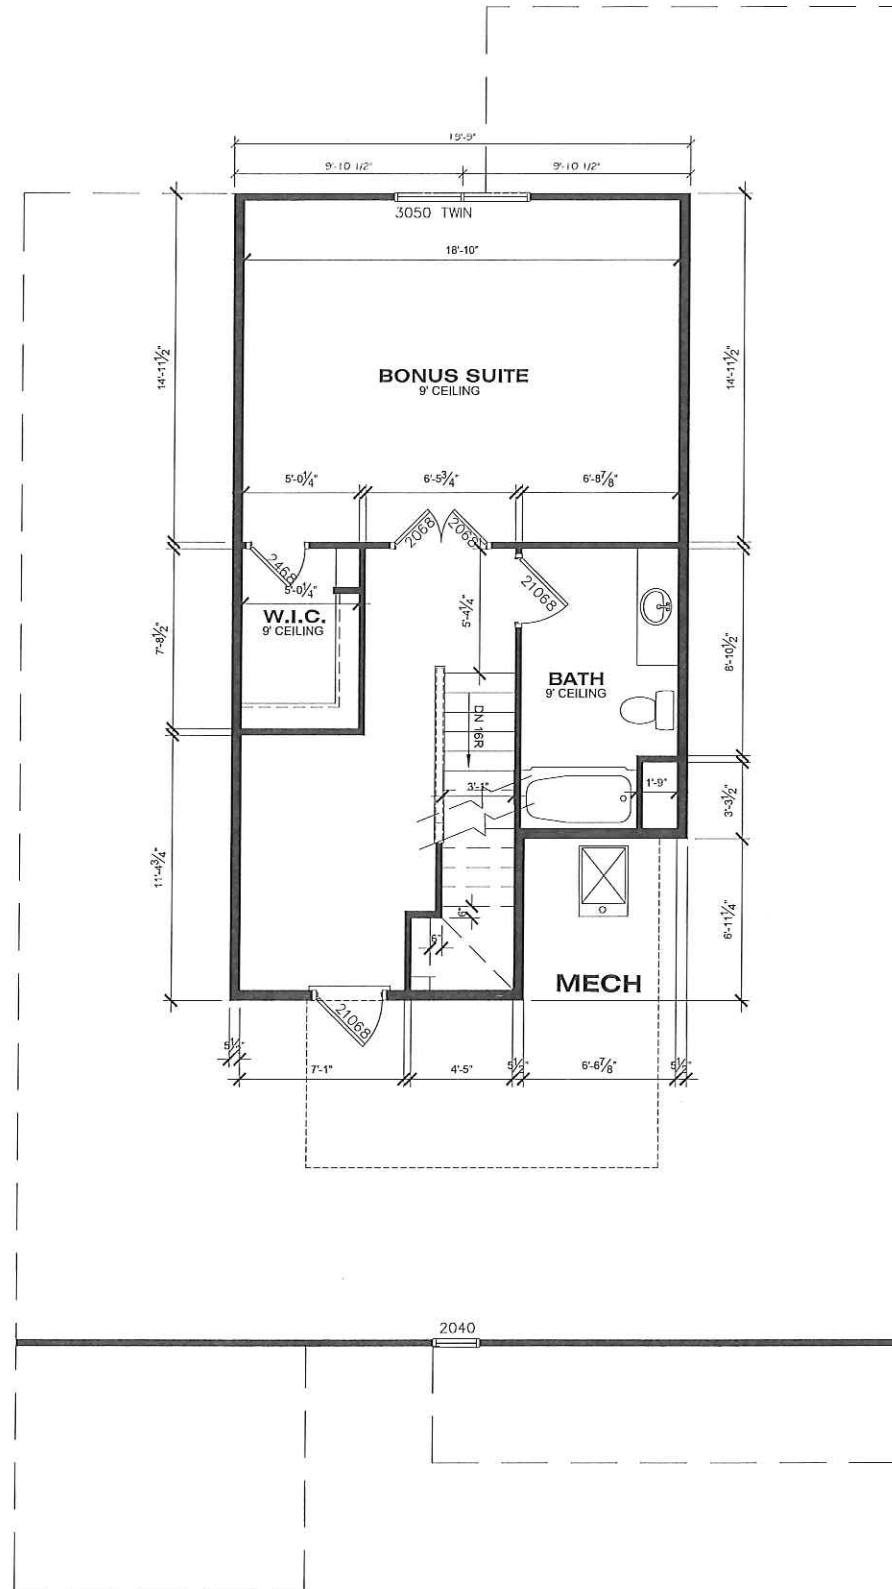 19'-9"
9'-10 1/2" 9'-10 1/2"
3050 TWIN
18'-10"
14'-11½" 14'-11½"
BONUS SUITE
9' CEILING
5'-0¼" 6'-5¾" 6'-8⅞"
2068 2068
2468 21068
5'-0¼"
W.I.C.
9' CEILING
5'-4¼"
7'-8½" 8'-10½"
BATH
9' CEILING
DN 16R
3'-1" 1'-9" 3'-3½"
11'-4¾"
6" 6'-11¼"
6"
MECH
21068
5½"
7'-1" 4'-5" 5½" 6'-6⅞" 5½"
2040